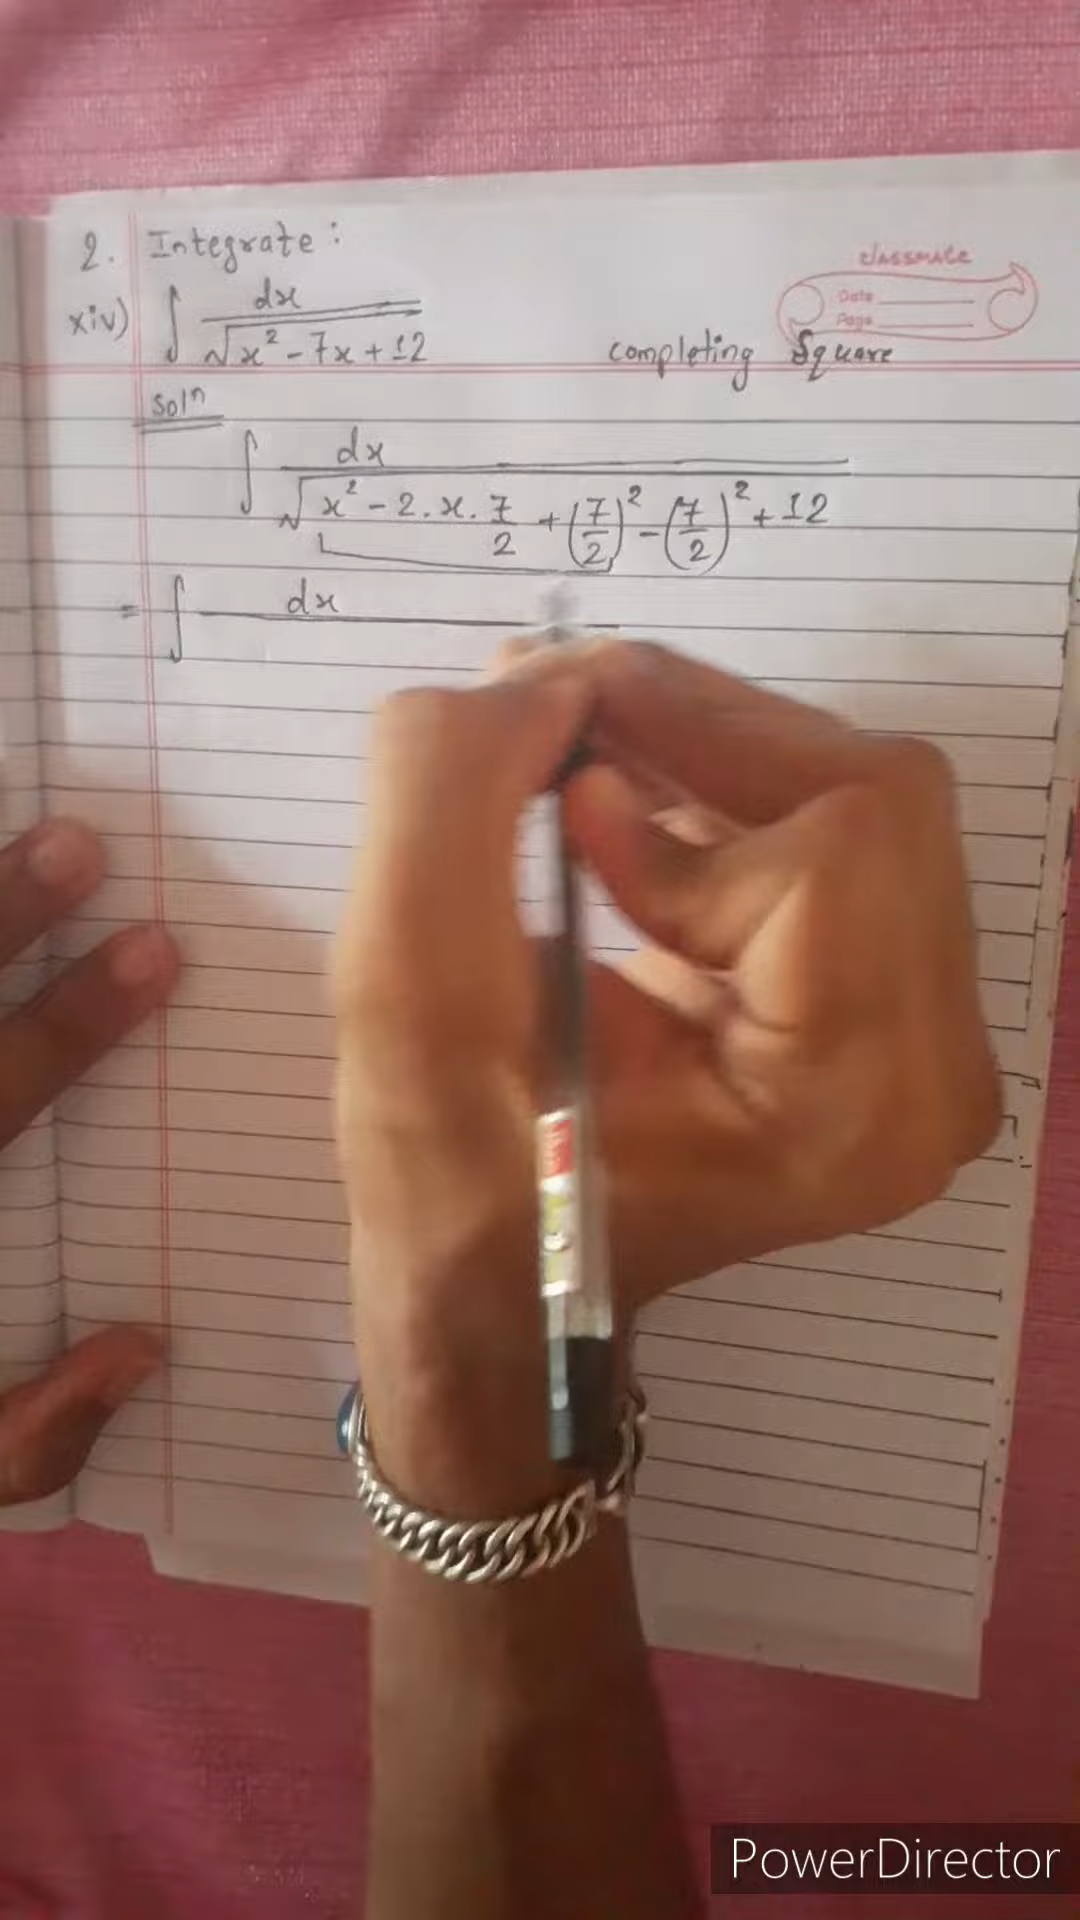 2. Integrate:
classmate
Date
Page
xiv) ∫ dx / √(x² - 7x + 12)
completing Square
Solⁿ
∫ dx / √(x² - 2.x.7/2 + (7/2)² - (7/2)² + 12)
= ∫ dx
PowerDirector